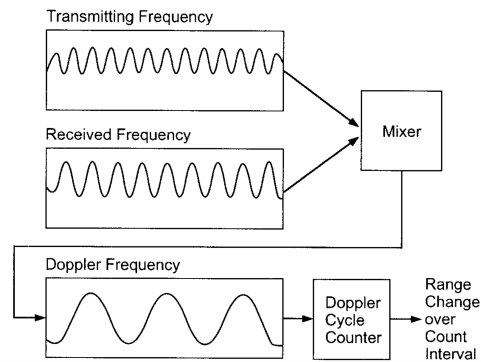 Transmitting Frequency
Mixer
Received Frequency
Doppler Frequency
Doppler
Cycle
Counter
Range
Change
over
Count
Interval